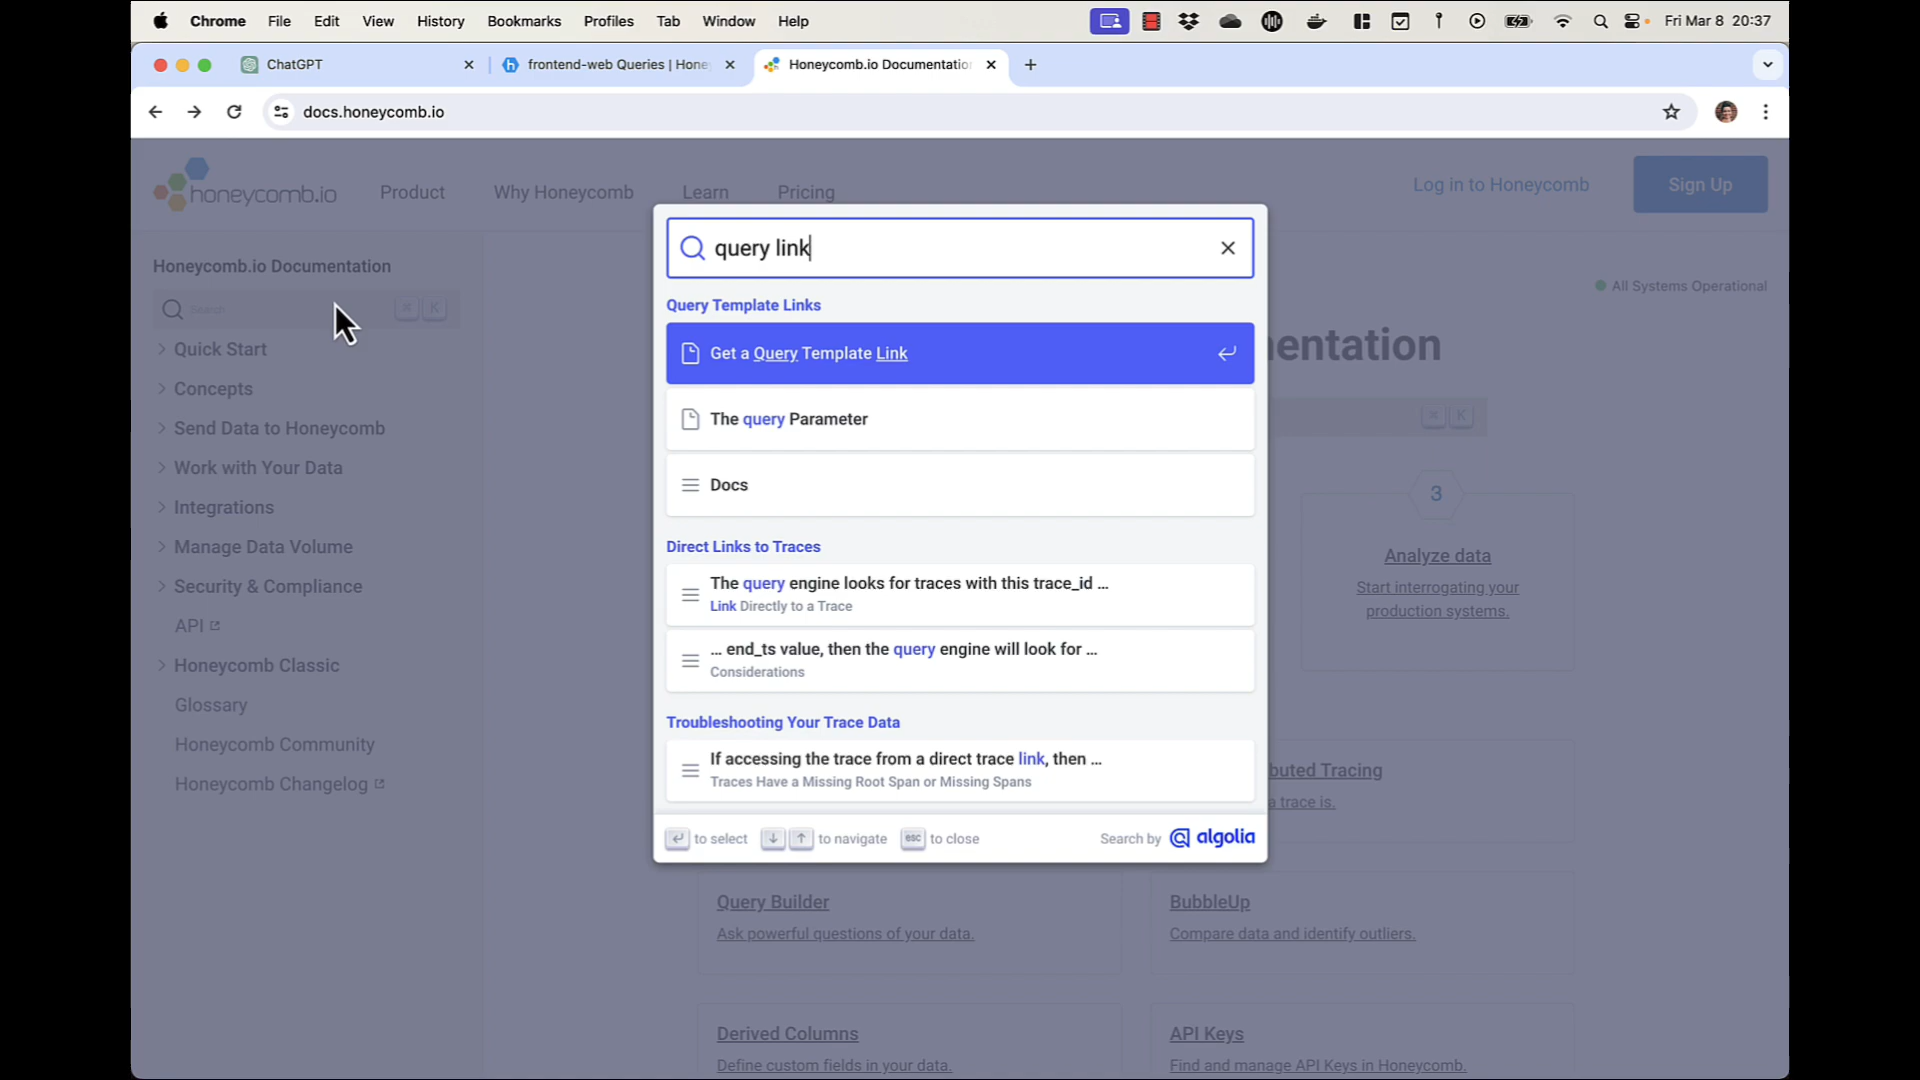 Chrome File Edit View History Bookmarks Profiles Tab Window Help Fri Mar 8 20:37
ChatGPT frontend-web Queries | Hone Honeycomb.io Documentatio
docs.honeycomb.io
honeycomb.io Product Why Honeycomb Learn Pricing Log in to Honeycomb Sign Up
Honeycomb.io Documentation
Search K
Quick Start
Concepts
Send Data to Honeycomb
Work with Your Data
Integrations
Manage Data Volume
Security & Compliance
API
Honeycomb Classic
Glossary
Honeycomb Community
Honeycomb Changelog
query link
Query Template Links
Get a Query Template Link
The query Parameter
Docs
Direct Links to Traces
The query engine looks for traces with this trace_id ...
Link Directly to a Trace
... end_ts value, then the query engine will look for ...
Considerations
Troubleshooting Your Trace Data
If accessing the trace from a direct trace link, then ...
Traces Have a Missing Root Span or Missing Spans
to select to navigate esc to close Search by algolia
All Systems Operational
entation
K
3
Analyze data
Start interrogating your
production systems.
buted Tracing
a trace is.
Query Builder
Ask powerful questions of your data.
BubbleUp
Compare data and identify outliers.
Derived Columns
Define custom fields in your data.
API Keys
Find and manage API Keys in Honeycomb.